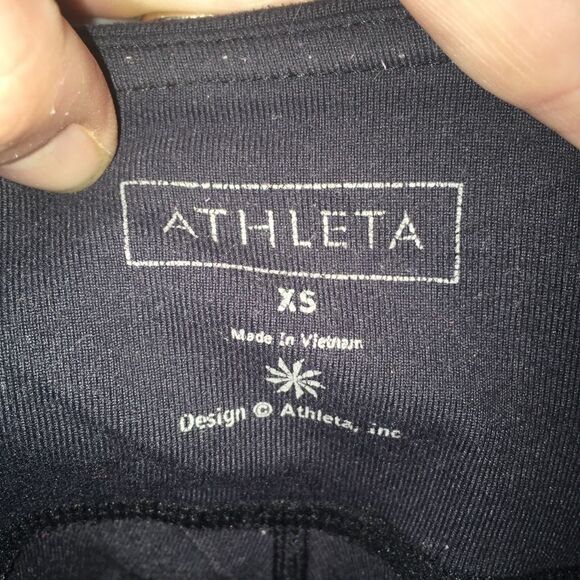 ATHLETA
XS
Made In Vietnam
Design © Athleta, Inc.